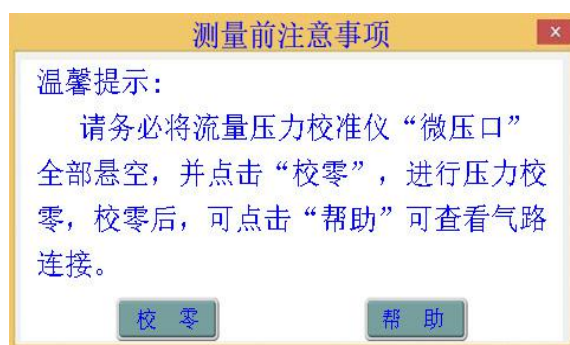 测量前注意事项
温馨提示:
请务必将流量压力校准仪“微压口”
全部悬空，并点击“校零”，进行压力校
零，校零后，可点击“帮助”可查看气路
连接。
校 零 帮 助